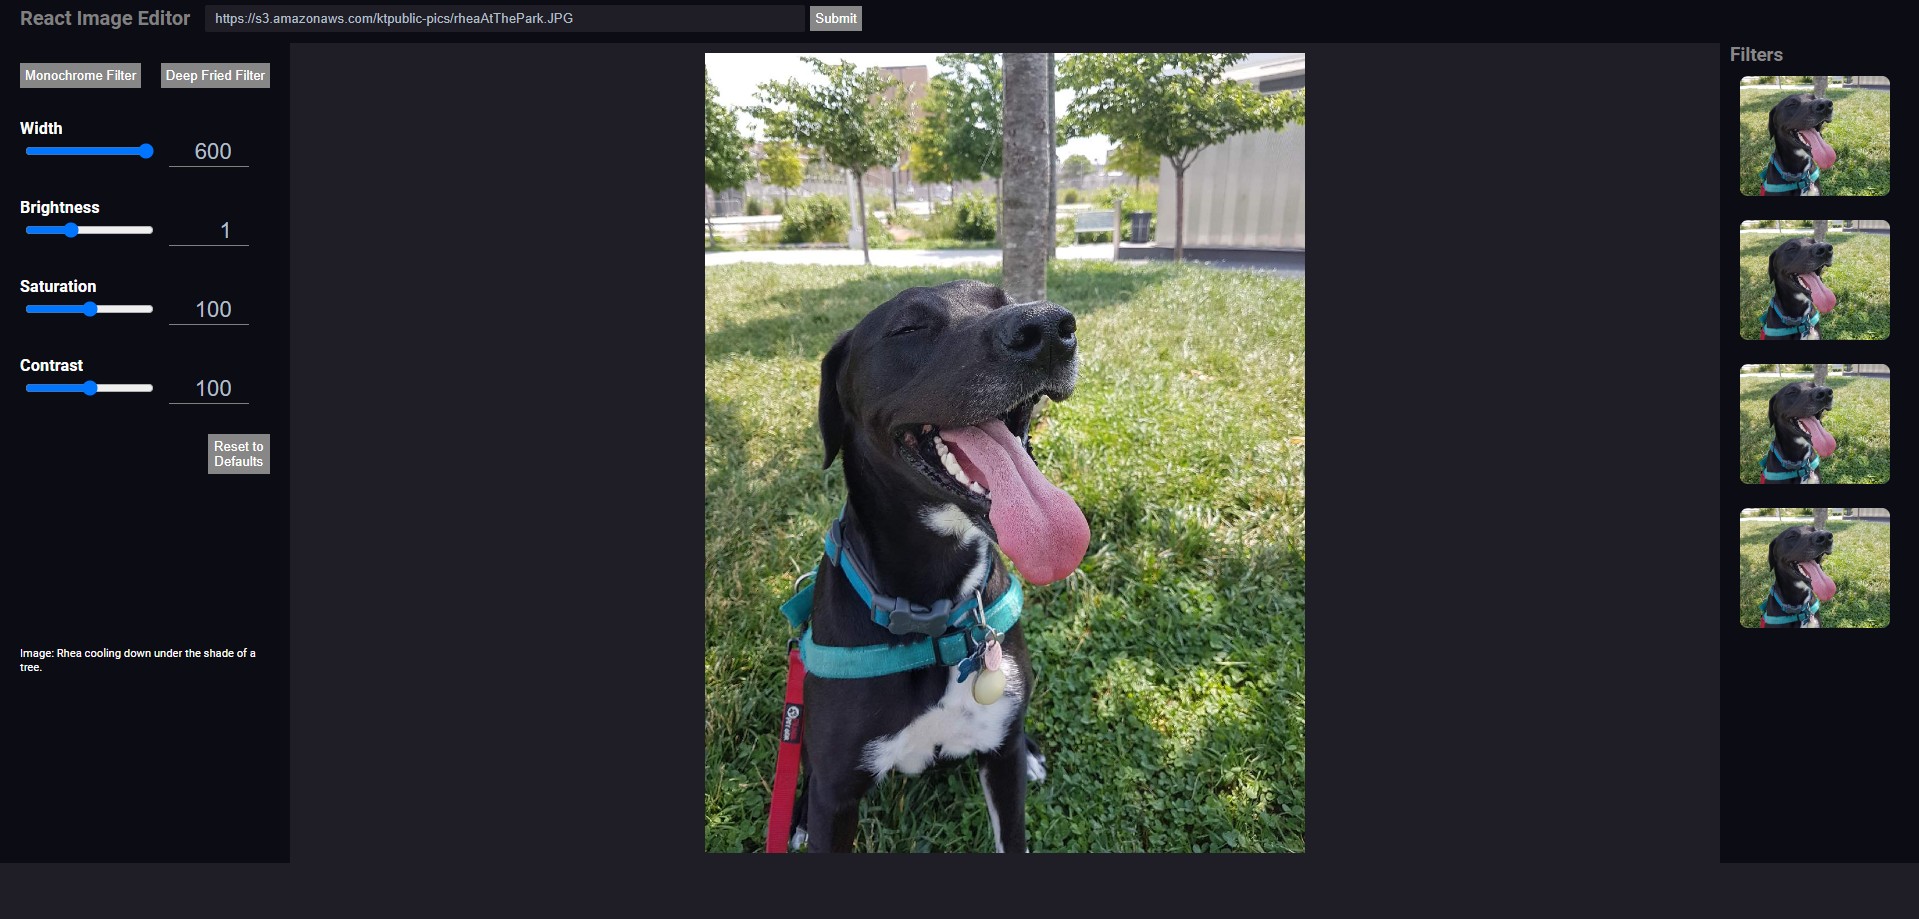 React Image Editor
https://s3.amazonaws.com/ktpublic-pics/rheaAtThePark.JPG
Submit
Monochrome Filter
Deep Fried Filter
Width
600
Brightness
1
Saturation
100
Contrast
100
Reset to
Defaults
Image: Rhea cooling down under the shade of a
tree.
Filters